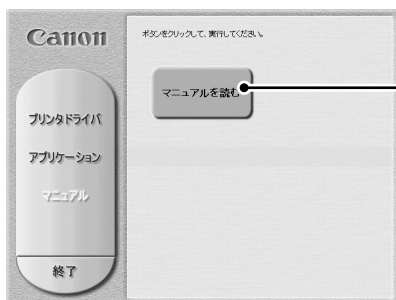 Canon
ボタンをクリックして、実行してください。
マニュアルを読む
プリンタドライバ
アプリケーション
マニュアル
終了